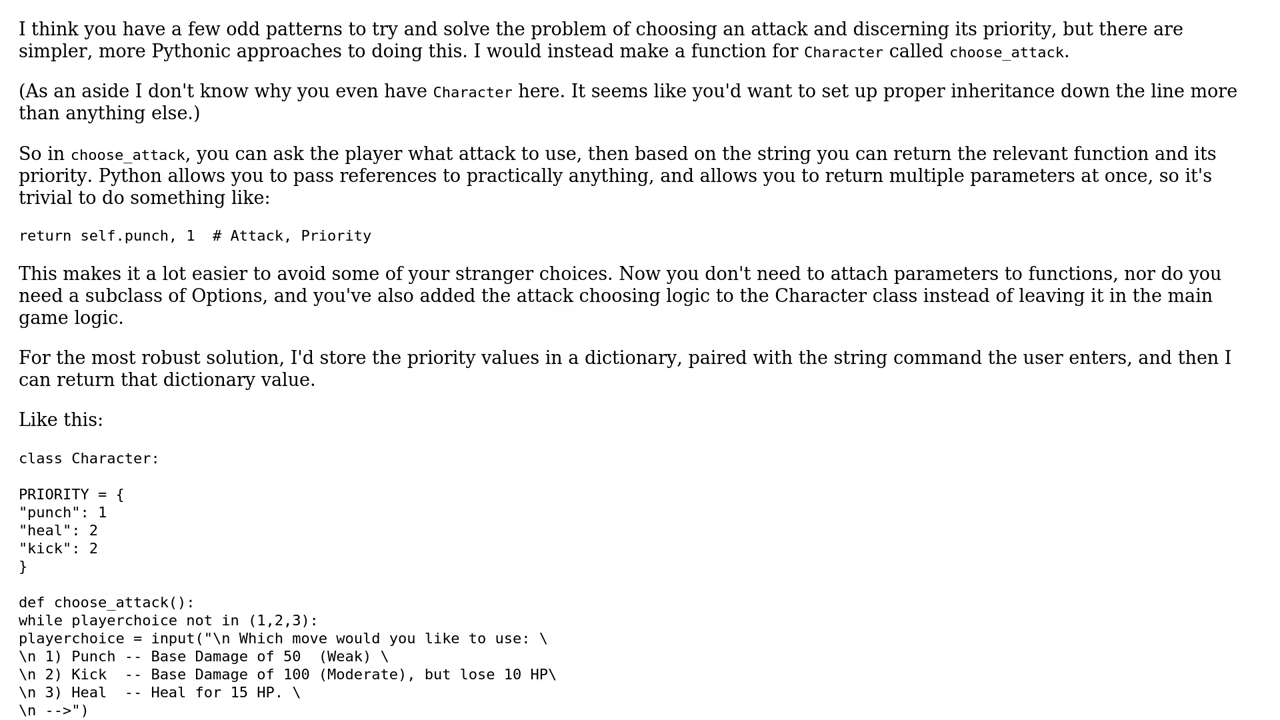 I think you have a few odd patterns to try and solve the problem of choosing an attack and discerning its priority, but there are
simpler, more Pythonic approaches to doing this. I would instead make a function for Character called choose_attack.
(As an aside I don't know why you even have Character here. It seems like you'd want to set up proper inheritance down the line more
than anything else.)
So in choose_attack, you can ask the player what attack to use, then based on the string you can return the relevant function and its
priority. Python allows you to pass references to practically anything, and allows you to return multiple parameters at once, so it's
trivial to do something like:
return self.punch, 1  # Attack, Priority
This makes it a lot easier to avoid some of your stranger choices. Now you don't need to attach parameters to functions, nor do you
need a subclass of Options, and you've also added the attack choosing logic to the Character class instead of leaving it in the main
game logic.
For the most robust solution, I'd store the priority values in a dictionary, paired with the string command the user enters, and then I
can return that dictionary value.
Like this:
class Character:
PRIORITY = {
"punch": 1
"heal": 2
"kick": 2
}
def choose_attack():
while playerchoice not in (1,2,3):
playerchoice = input("\n Which move would you like to use: \
\n 1) Punch -- Base Damage of 50  (Weak) \
\n 2) Kick  -- Base Damage of 100 (Moderate), but lose 10 HP\
\n 3) Heal  -- Heal for 15 HP. \
\n -->")